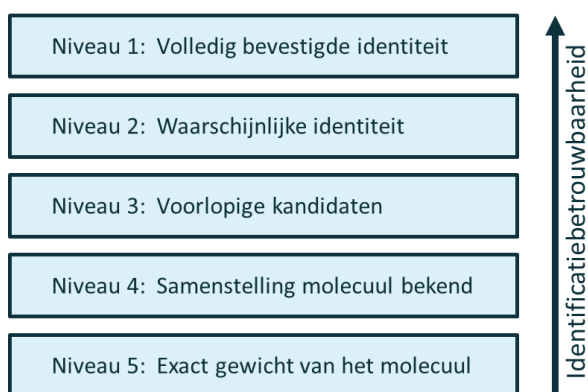 Niveau 1: Volledig bevestigde identiteit
Niveau 2: Waarschijnlijke identiteit
Niveau 3: Voorlopige kandidaten
Niveau 4: Samenstelling molecuul bekend
Niveau 5: Exact gewicht van het molecuul
Identificatiebetrouwbaarheid